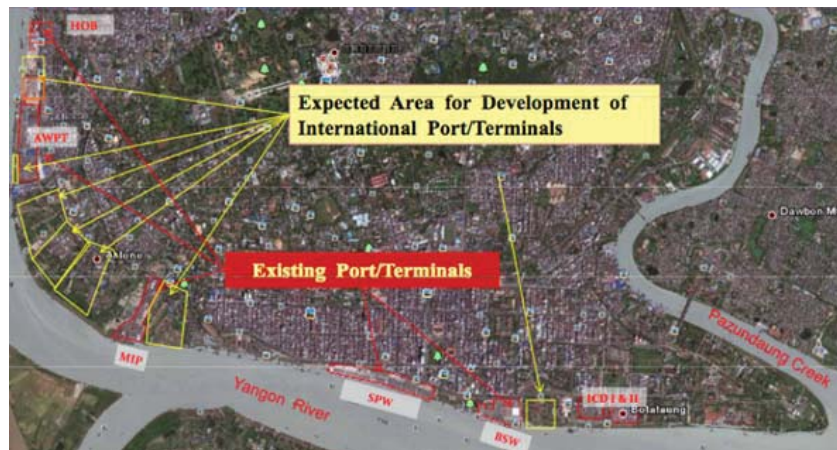 HOB
Expected Area for Development of
International Port/Terminals
AWPT
Dawbon M
Existing Port/Terminals
Pazundaung Creek
MIP
Yangon River
SPW
ICD I & II
Botataung
BSW